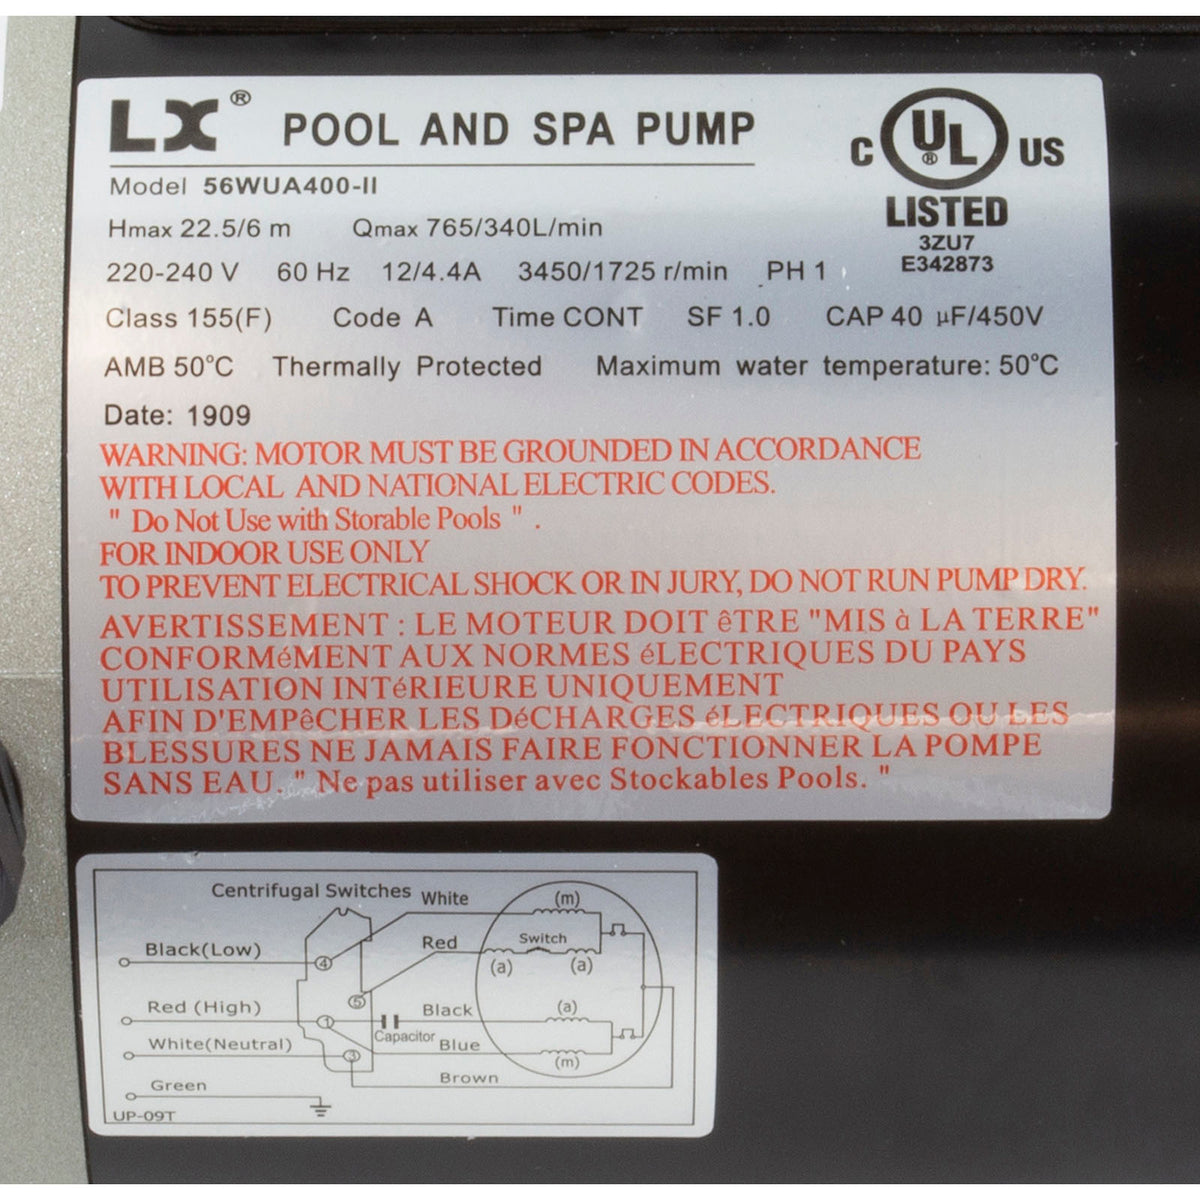 LX® POOL AND SPA PUMP
C UL® US
LISTED
3ZU7
E342873
Model 56WUA400-II
Hmax 22.5/6 m Qmax 765/340L/min
220-240 V 60 Hz 12/4.4A 3450/1725 r/min PH 1
Class 155(F) Code A Time CONT SF 1.0 CAP 40 µF/450V
AMB 50°C Thermally Protected Maximum water temperature: 50°C
Date: 1909
WARNING: MOTOR MUST BE GROUNDED IN ACCORDANCE
WITH LOCAL AND NATIONAL ELECTRIC CODES.
" Do Not Use with Storable Pools " .
FOR INDOOR USE ONLY
TO PREVENT ELECTRICAL SHOCK OR IN JURY, DO NOT RUN PUMP DRY.
AVERTISSEMENT : LE MOTEUR DOIT êTRE "MIS à LA TERRE"
CONFORMéMENT AUX NORMES éLECTRIQUES DU PAYS
UTILISATION INTéRIEURE UNIQUEMENT
AFIN D'EMPêCHER LES DéCHARGES éLECTRIQUES OU LES
BLESSURES NE JAMAIS FAIRE FONCTIONNER LA POMPE
SANS EAU. " Ne pas utiliser avec Stockables Pools. "
Centrifugal Switches White (m)
Black(Low) 4 Red Switch
(a) (a)
5
Red (High) 1 Black (a)
Capacitor
White(Neutral) 3 Blue (m)
Brown
Green
UP-09T